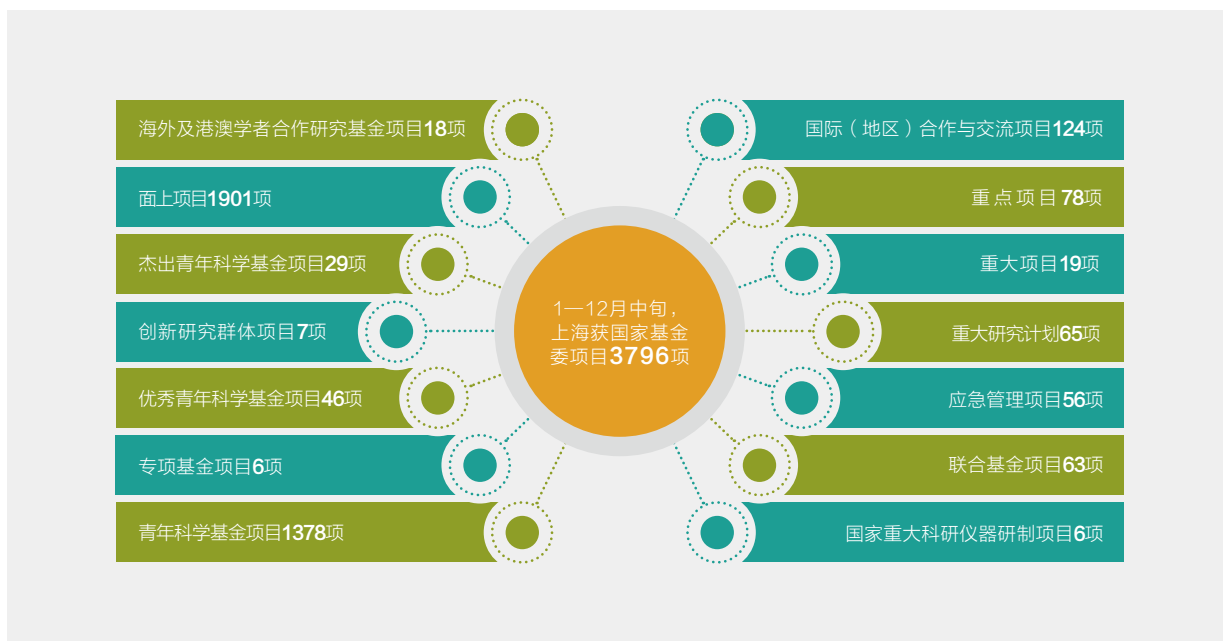 海外及港澳学者合作研究基金项目18项
面上项目1901项
杰出青年科学基金项目29项
创新研究群体项目7项
优秀青年科学基金项目46项
专项基金项目6项
青年科学基金项目1378项
1—12月中旬，
上海获国家基金
委项目3796项
国际（地区）合作与交流项目124项
重点项目78项
重大项目19项
重大研究计划65项
应急管理项目56项
联合基金项目63项
国家重大科研仪器研制项目6项